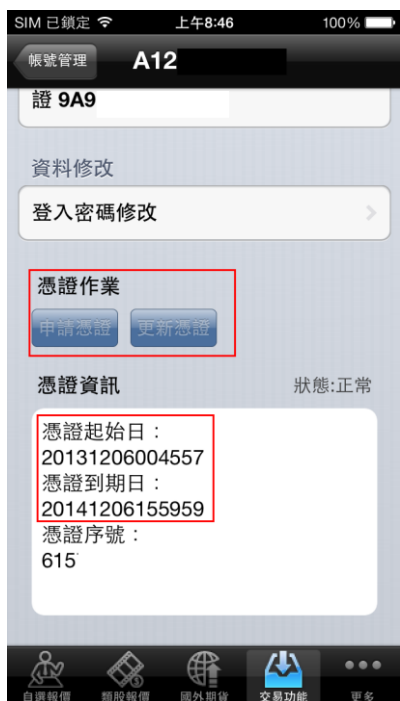 SIM 已鎖定 上午8:46 100%
帳號管理 A12
證 9A9
資料修改
登入密碼修改
憑證作業
申請憑證 更新憑證
憑證資訊 狀態:正常
憑證起始日：
20131206004557
憑證到期日：
20141206155959
憑證序號：
615
自選報價 類股報價 國外期貨 交易功能 更多